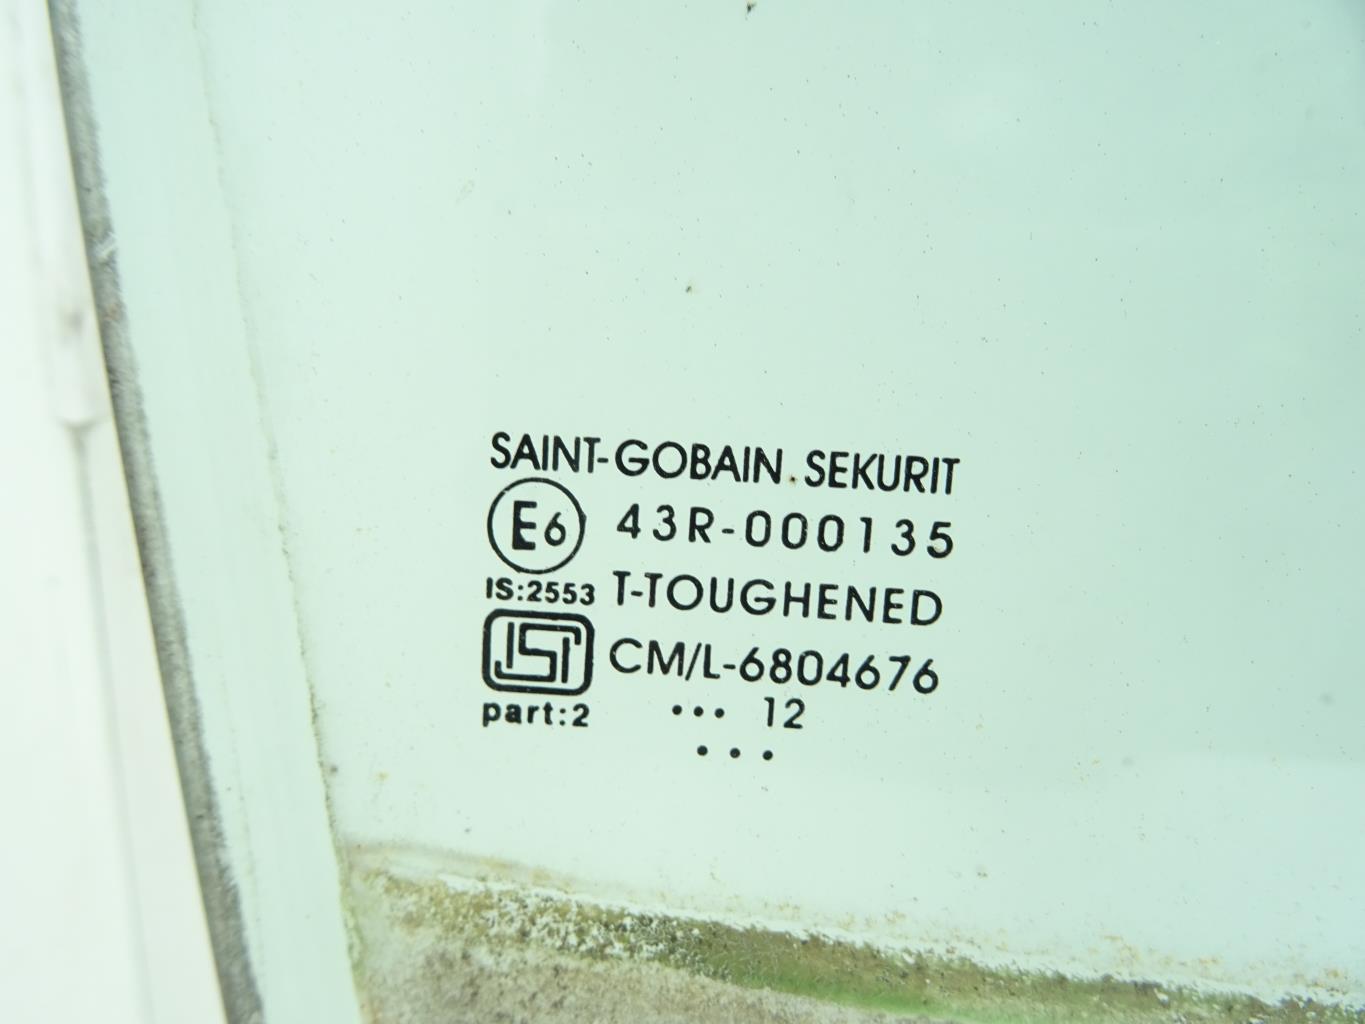 SAINT-GOBAIN SEKURIT
E6 43R-000135
IS:2553 T-TOUGHENED
ISI CM/L-6804676
part:2 ••• 12
•••